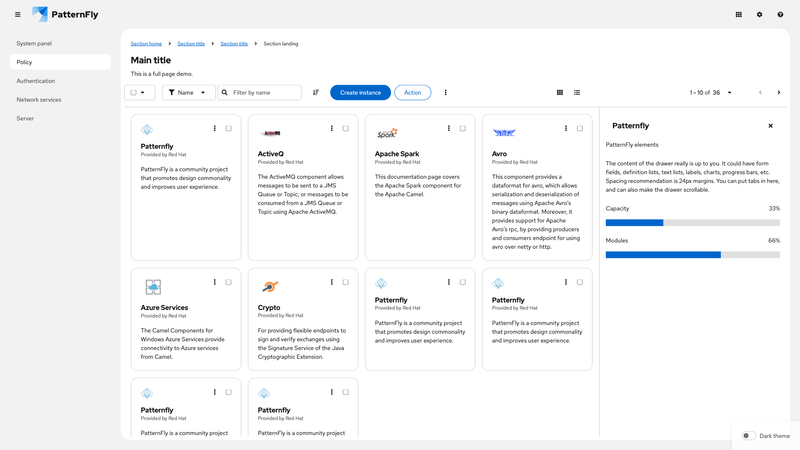 PatternFly
System panel
Policy
Authentication
Network services
Server
Section home
Section title
Section title
Section landing
Main title
This is a full page demo.
Name
Filter by name
Create instance
Action
1 - 10 of 36
Patternfly
Provided by Red Hat
PatternFly is a community project
that promotes design commonality
and improves user experience.
ActiveMQ
ActiveQ
Provided by Red Hat
The ActiveMQ component allows
messages to be sent to a JMS
Queue or Topic; or messages to be
consumed from a JMS Queue or
Topic using Apache ActiveMQ.
Spark
Apache Spark
Provided by Red Hat
This documentation page covers
the Apache Spark component for
the Apache Camel.
Avro
Provided by Red Hat
This component provides a
dataformat for avro, which allows
serialization and deserialization
of messages using Apache Avro's
binary dataformat. Moreover, it
provides support for Apache
Avro's rpc, by providing producers
and consumers endpoint for using
avro over netty or http.
Azure Services
Provided by Red Hat
The Camel Components for
Windows Azure Services provide
connectivity to Azure services
from Camel.
Crypto
Provided by Red Hat
For providing flexible endpoints to
sign and verify exchanges using
the Signature Service of the Java
Cryptographic Extension.
Patternfly
Provided by Red Hat
PatternFly is a community project
that promotes design commonality
and improves user experience.
Patternfly
Provided by Red Hat
PatternFly is a community project
that promotes design commonality
and improves user experience.
Patternfly
Provided by Red Hat
PatternFly is a community project
Patternfly
Provided by Red Hat
PatternFly is a community project
Patternfly
PatternFly elements
The content of the drawer really is up to you. It could have form
fields, definition lists, text lists, labels, charts, progress bars, etc.
Spacing recommendation is 24px margins. You can put tabs in here,
and can also make the drawer scrollable.
Capacity
33%
Modules
66%
Dark theme